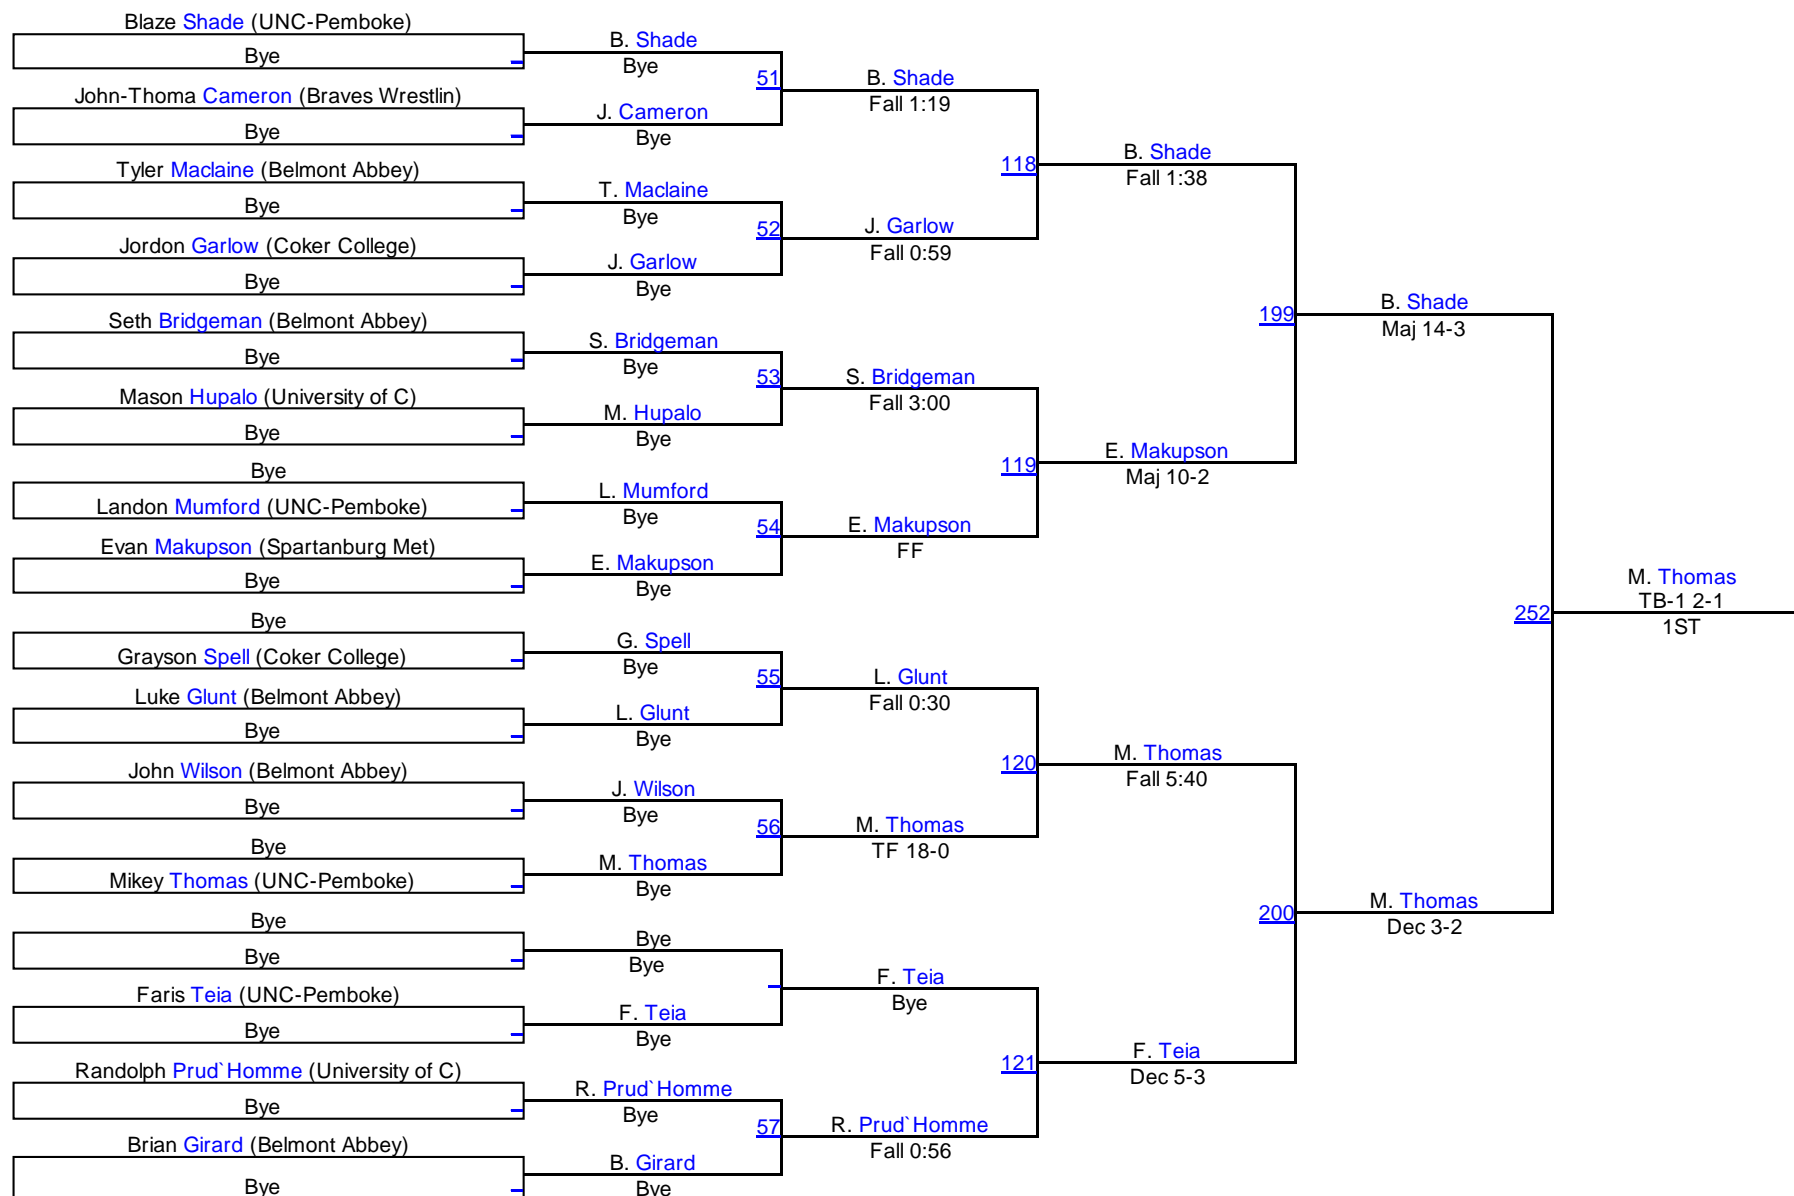 Blaze Shade (UNC-Pemboke)
Bye
John-Thoma Cameron (Braves Wrestlin)
Bye
Tyler Maclaine (Belmont Abbey)
Bye
Jordon Garlow (Coker College)
Bye
Seth Bridgeman (Belmont Abbey)
Bye
Mason Hupalo (University of C)
Bye
Bye
Landon Mumford (UNC-Pemboke)
Evan Makupson (Spartanburg Met)
Bye
Bye
Grayson Spell (Coker College)
Luke Glunt (Belmont Abbey)
Bye
John Wilson (Belmont Abbey)
Bye
Bye
Mikey Thomas (UNC-Pemboke)
Bye
Bye
Faris Teia (UNC-Pemboke)
Bye
Randolph Prud`Homme (University of C)
Bye
Brian Girard (Belmont Abbey)
Bye
B. Shade
Bye
51
J. Cameron
Bye
T. Maclaine
Bye
52
J. Garlow
Bye
S. Bridgeman
Bye
53
M. Hupalo
Bye
L. Mumford
Bye
54
E. Makupson
Bye
G. Spell
Bye
55
L. Glunt
Bye
J. Wilson
Bye
56
M. Thomas
Bye
Bye
Bye
F. Teia
Bye
R. Prud`Homme
Bye
57
B. Girard
Bye
B. Shade
Fall 1:19
118
J. Garlow
Fall 0:59
S. Bridgeman
Fall 3:00
119
E. Makupson
FF
L. Glunt
Fall 0:30
120
M. Thomas
TF 18-0
F. Teia
Bye
121
R. Prud`Homme
Fall 0:56
B. Shade
Fall 1:38
199
E. Makupson
Maj 10-2
M. Thomas
Fall 5:40
200
F. Teia
Dec 5-3
B. Shade
Maj 14-3
252
M. Thomas
Dec 3-2
M. Thomas
TB-1 2-1
1ST